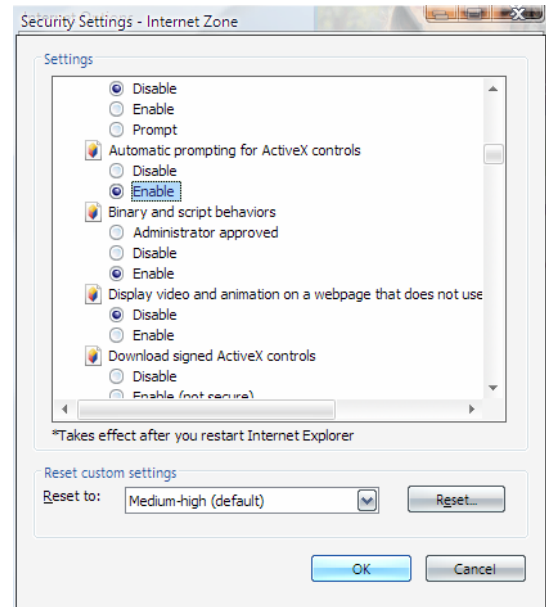 Security Settings - Internet Zone
Settings
Disable
Enable
Prompt
Automatic prompting for ActiveX controls
Disable
Enable
Binary and script behaviors
Administrator approved
Disable
Enable
Display video and animation on a webpage that does not use
Disable
Enable
Download signed ActiveX controls
Disable
Enable (not secure)
*Takes effect after you restart Internet Explorer
Reset custom settings
Reset to: Medium-high (default) Reset...
OK Cancel